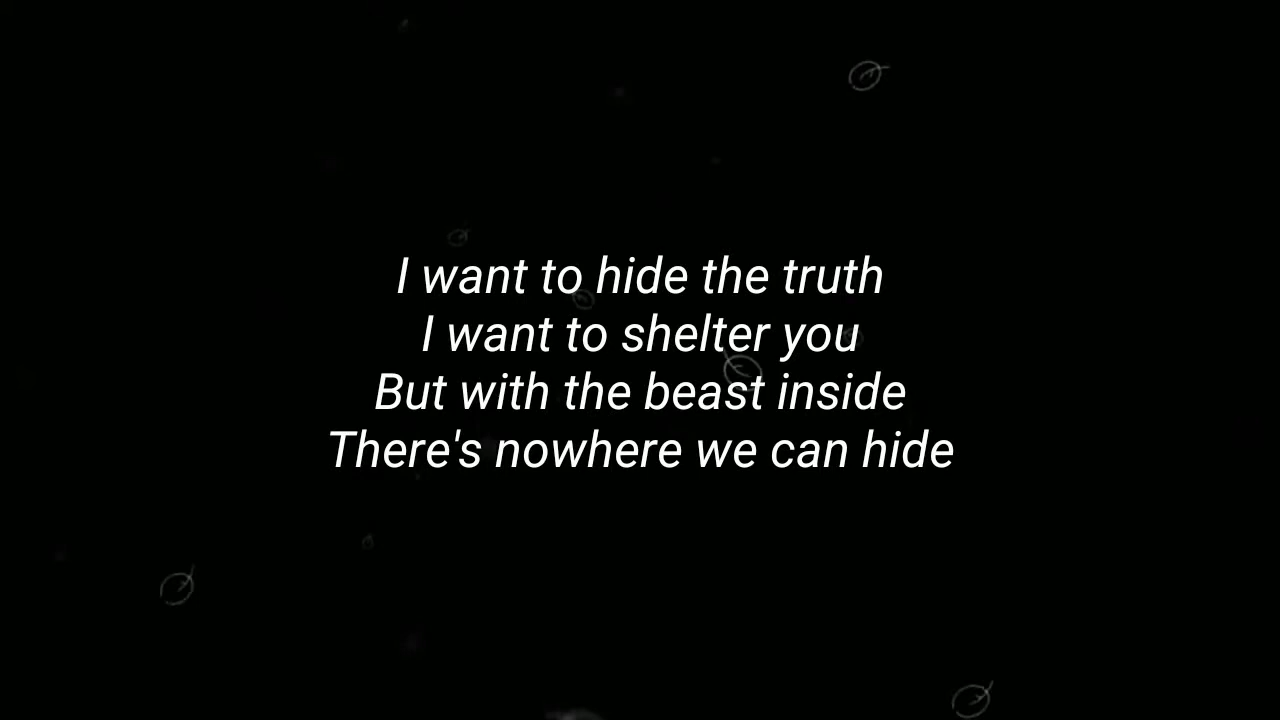 I want to hide the truth
I want to shelter you
But with the beast inside
There's nowhere we can hide